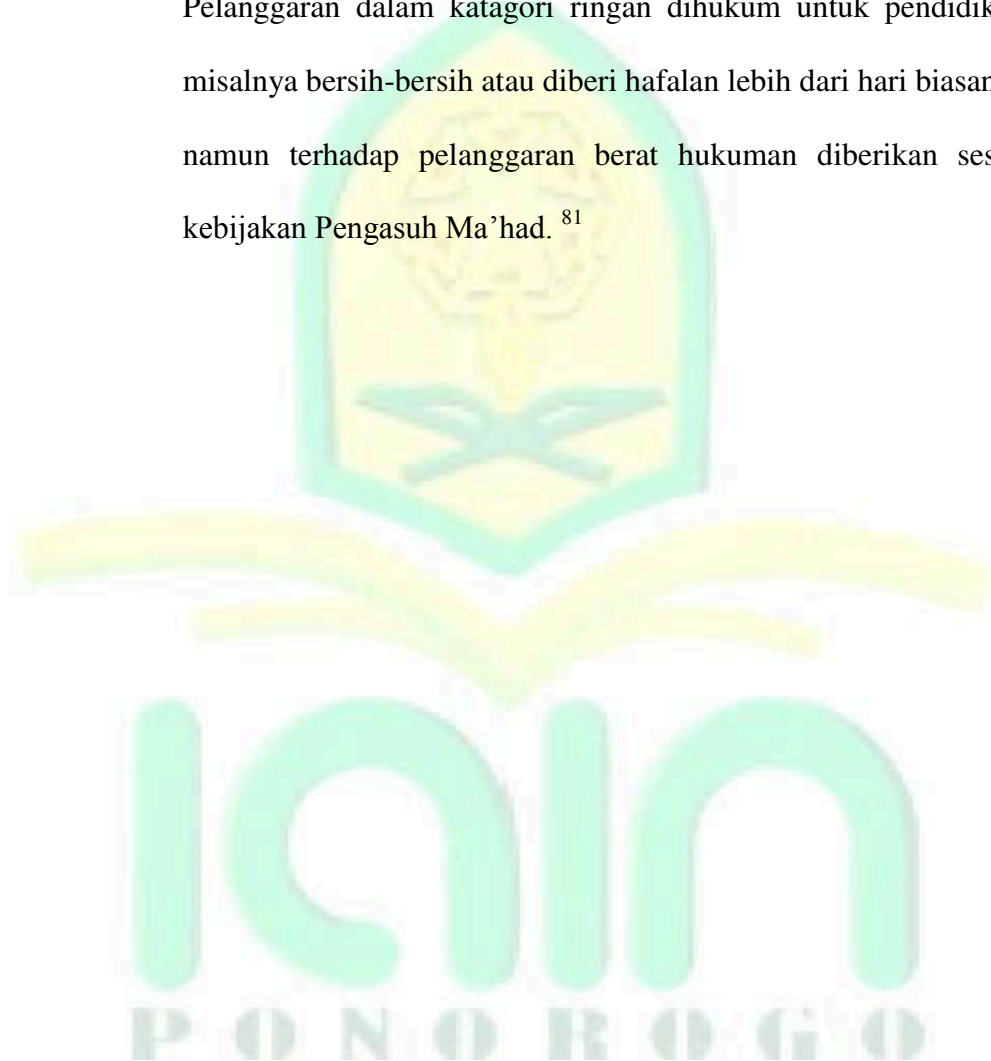 Pelanggaran dalam katagori ringan dihukum untuk pendidik
misalnya bersih-bersih atau diberi hafalan lebih dari hari biasan
namun terhadap pelanggaran berat hukuman diberikan ses
kebijakan Pengasuh Ma’had. 81
iain
PONOROGO